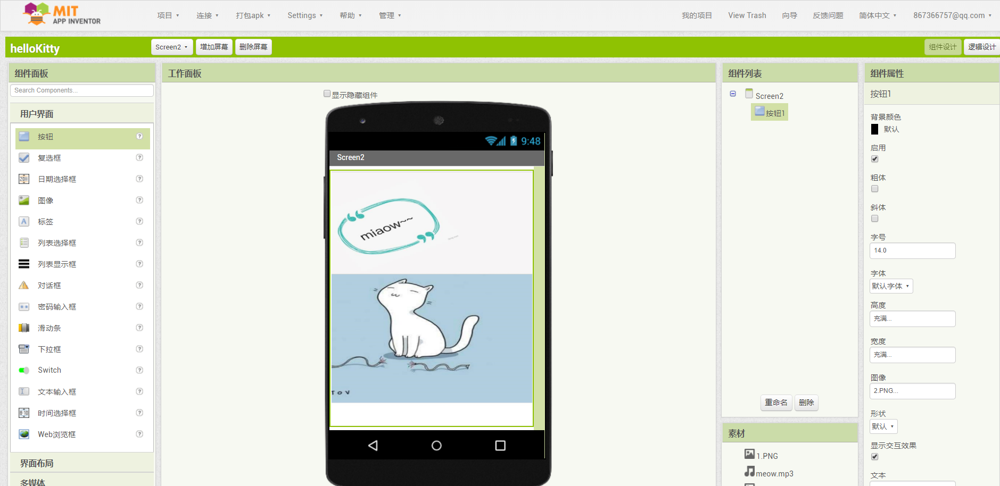 MIT
APP INVENTOR
项目 连接 打包apk Settings 帮助 管理 我的项目 View Trash 向导 反馈问题 简体中文 867366757@qq.com
helloKitty Screen2 增加屏幕 删除屏幕 组件设计 逻辑设计
组件面板
Search Components...
用户界面
按钮 ?
复选框 ?
2011 日期选择框 ?
图像 ?
A 标签 ?
列表选择框 ?
列表显示框 ?
对话框 ?
密码输入框 ?
滑动条 ?
下拉框 ?
Switch ?
文本输入框 ?
8:10 时间选择框 ?
Web浏览框 ?
界面布局
多媒体
工作面板
显示隐藏组件
9:48
Screen2
miaow~~
TOV
组件列表
Screen2
按钮1
重命名 删除
素材
1.PNG
meow.mp3
组件属性
按钮1
背景颜色
默认
启用
粗体
斜体
字号
14.0
字体
默认字体
高度
充满...
宽度
充满...
图像
2.PNG...
形状
默认
显示交互效果
文本